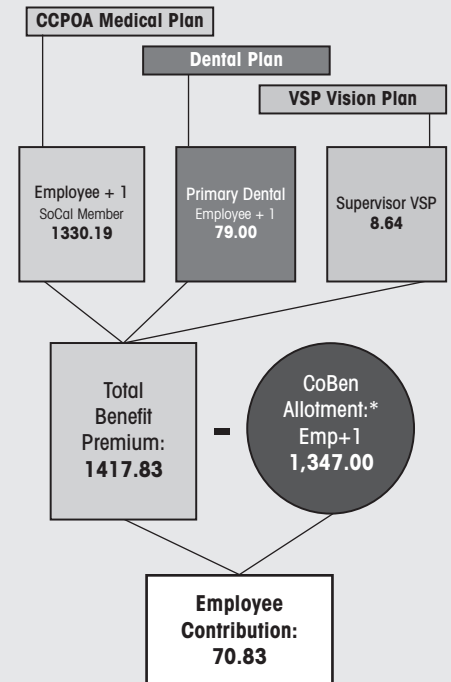 CCPOA Medical Plan
Dental Plan
VSP Vision Plan
Employee + 1
SoCal Member
1330.19
Primary Dental
Employee + 1
79.00
Supervisor VSP
8.64
Total
Benefit
Premium:
1417.83
-
CoBen
Allotment:*
Emp+1
1,347.00
Employee
Contribution:
70.83